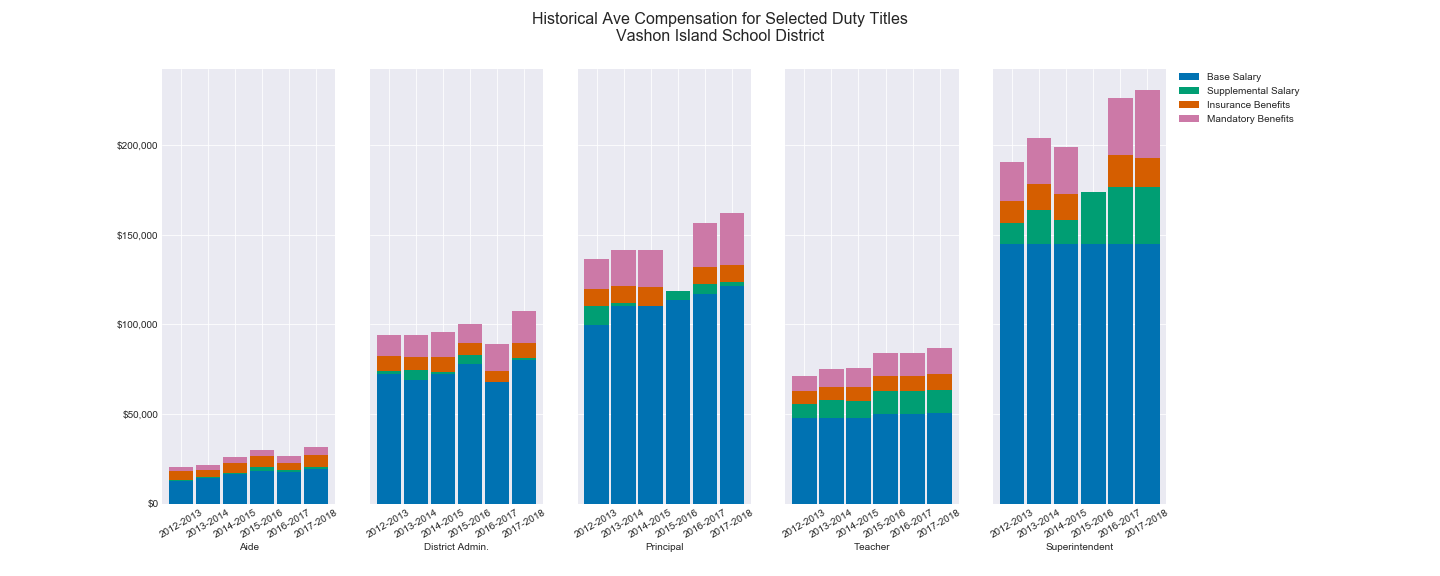 Historical Ave Compensation for Selected Duty Titles
Vashon Island School District
Base Salary
Supplemental Salary
Insurance Benefits
Mandatory Benefits
$200,000
$150,000
$100,000
$50,000
$0
2012-2013 2013-2014 2014-2015 2015-2016 2016-2017 2017-2018
2012-2013 2013-2014 2014-2015 2015-2016 2016-2017 2017-2018
2012-2013 2013-2014 2014-2015 2015-2016 2016-2017 2017-2018
2012-2013 2013-2014 2014-2015 2015-2016 2016-2017 2017-2018
2012-2013 2013-2014 2014-2015 2015-2016 2016-2017 2017-2018
Aide
District Admin.
Principal
Teacher
Superintendent